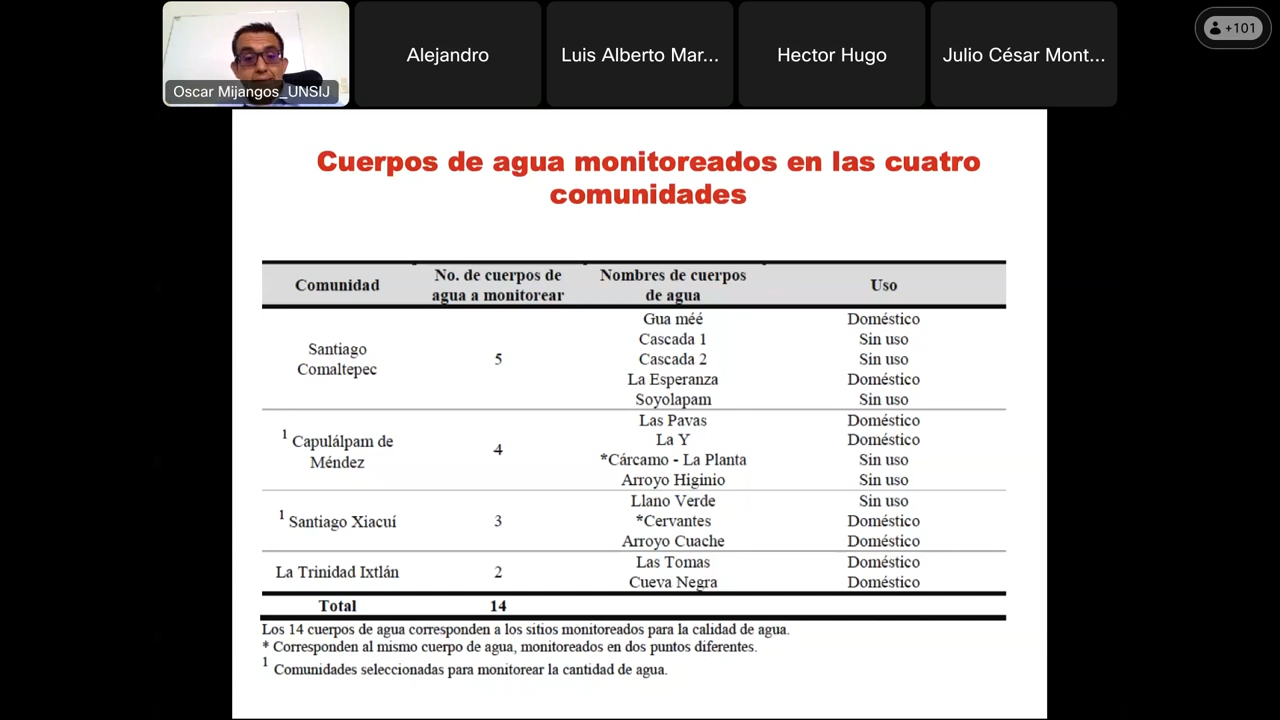 Oscar Mijangos_UNSIJ
Alejandro
Luis Alberto Mar...
Hector Hugo
Julio César Mont...
+101
Cuerpos de agua monitoreados en las cuatro
comunidades
Comunidad
No. de cuerpos de
agua a monitorear
Nombres de cuerpos
de agua
Uso
Santiago
Comaltepec
5
Gua méé Doméstico
Cascada 1 Sin uso
Cascada 2 Sin uso
La Esperanza Doméstico
Soyolapam Sin uso
1 Capulálpam de
Méndez
4
Las Pavas Doméstico
La Y Doméstico
*Cárcamo - La Planta Sin uso
Arroyo Higinio Sin uso
1 Santiago Xiacuí
3
Llano Verde Sin uso
*Cervantes Doméstico
Arroyo Cuache Doméstico
La Trinidad Ixtlán
2
Las Tomas Doméstico
Cueva Negra Doméstico
Total 14
Los 14 cuerpos de agua corresponden a los sitios monitoreados para la calidad de agua.
* Corresponden al mismo cuerpo de agua, monitoreados en dos puntos diferentes.
1 Comunidades seleccionadas para monitorear la cantidad de agua.